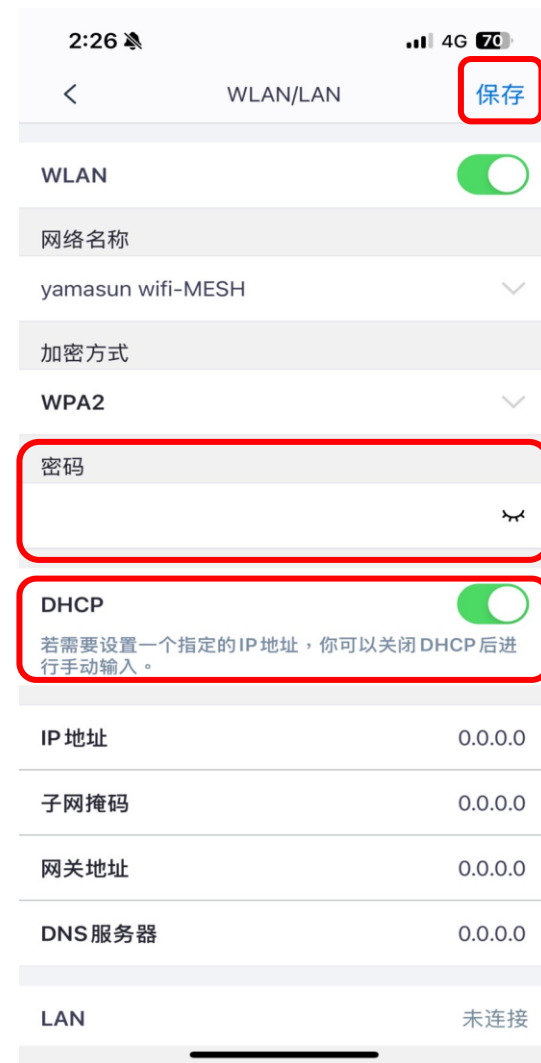 2:26 4G 70
WLAN/LAN 保存
WLAN
网络名称
yamasun wifi-MESH
加密方式
WPA2
密码
DHCP
若需要设置一个指定的IP地址，你可以关闭DHCP后进
行手动输入。
IP地址 0.0.0.0
子网掩码 0.0.0.0
网关地址 0.0.0.0
DNS服务器 0.0.0.0
LAN 未连接